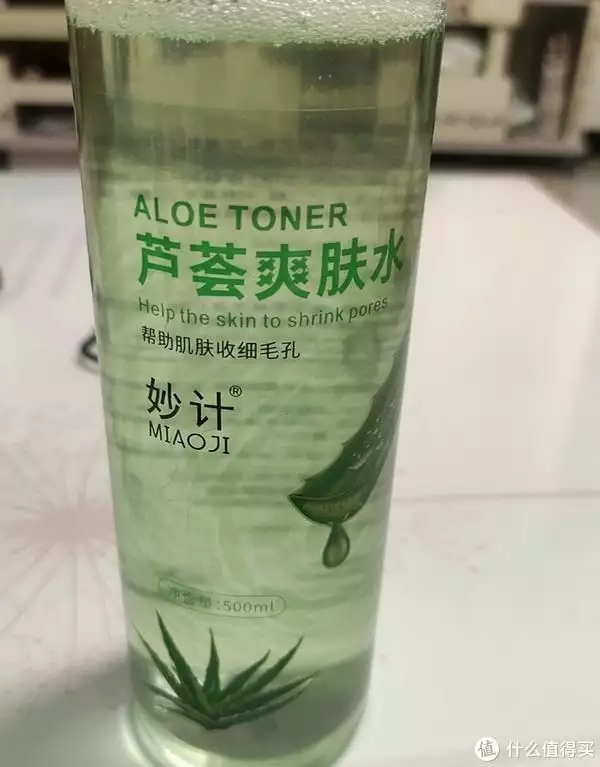 ALOE TONER
芦荟爽肤水
Help the skin to shrink pores
帮助肌肤收细毛孔
妙计®
MIAOJI
净含量:500ml
值 什么值得买